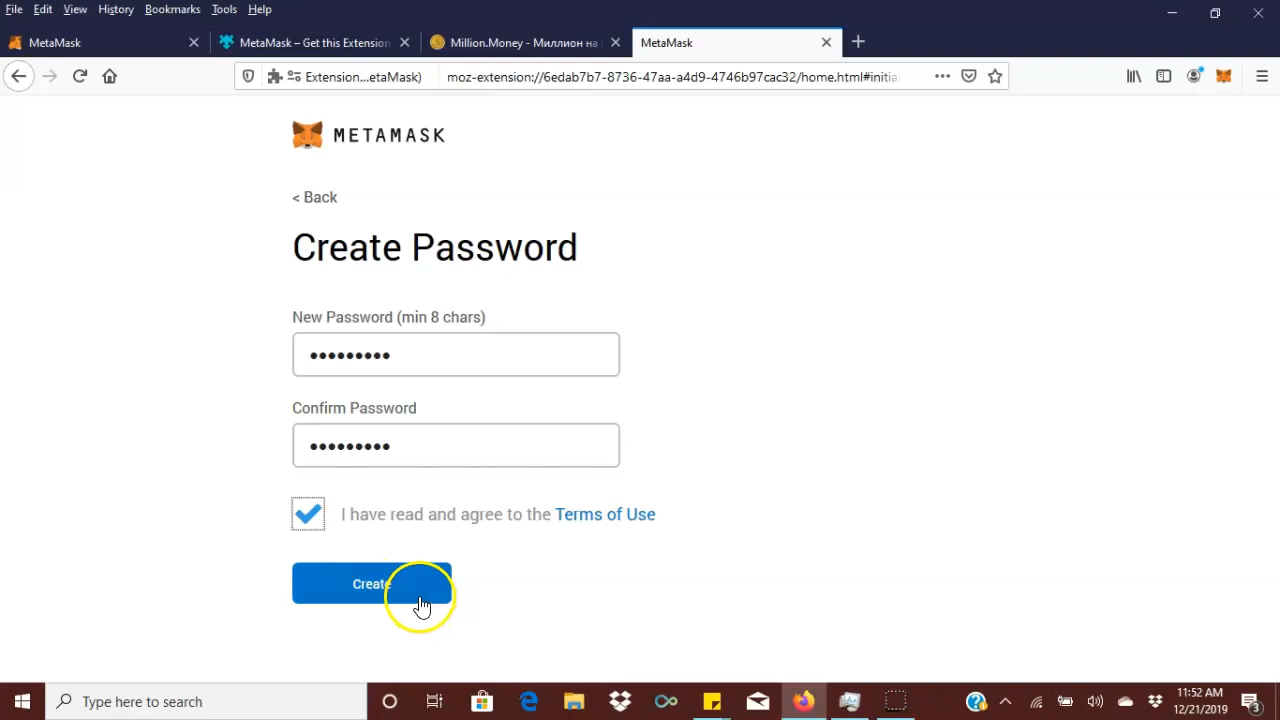 File Edit View History Bookmarks Tools Help
MetaMask
MetaMask – Get this Extension
Million.Money - Миллион на
MetaMask
Extension...etaMask) moz-extension://6edab7b7-8736-47aa-a4d9-4746b97cac32/home.html#initia
METAMASK
< Back
Create Password
New Password (min 8 chars)
•••••••••
Confirm Password
•••••••••
I have read and agree to the Terms of Use
Create
Type here to search
11:52 AM
12/21/2019
3